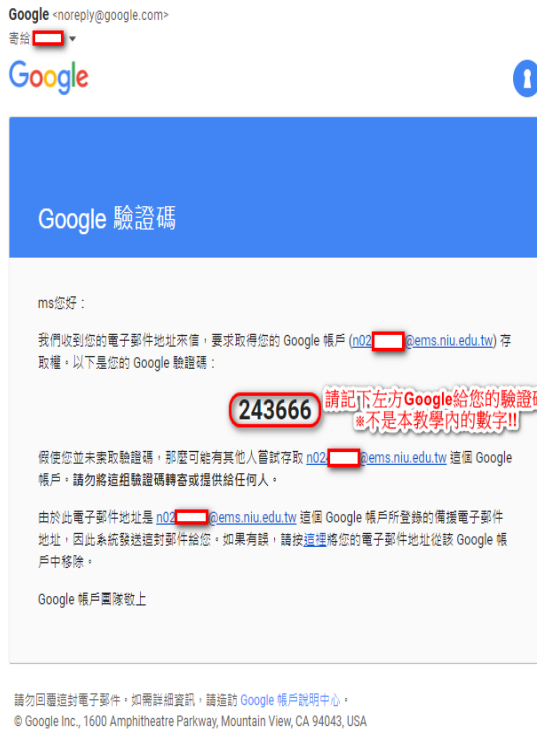 Google <noreply@google.com>
寄給
Google
Google 驗證碼
ms您好：
我們收到您的電子郵件地址來信，要求取得您的 Google 帳戶 (n02 @ems.niu.edu.tw) 存
取權。以下是您的 Google 驗證碼：
243666
請記下左方Google給您的驗證碼
※不是本教學內的數字!!
假使您並未索取驗證碼，那麼可能有其他人嘗試存取 n02 @ems.niu.edu.tw 這個 Google
帳戶。請勿將這組驗證碼轉寄或提供給任何人。
由於此電子郵件地址是 n02 @ems.niu.edu.tw 這個 Google 帳戶所登錄的備援電子郵件
地址，因此系統發送這封郵件給您。如果有誤，請按這裡將您的電子郵件地址從該 Google 帳
戶中移除。
Google 帳戶團隊敬上
請勿回覆這封電子郵件。如需詳細資訊，請造訪 Google 帳戶說明中心。
© Google Inc., 1600 Amphitheatre Parkway, Mountain View, CA 94043, USA